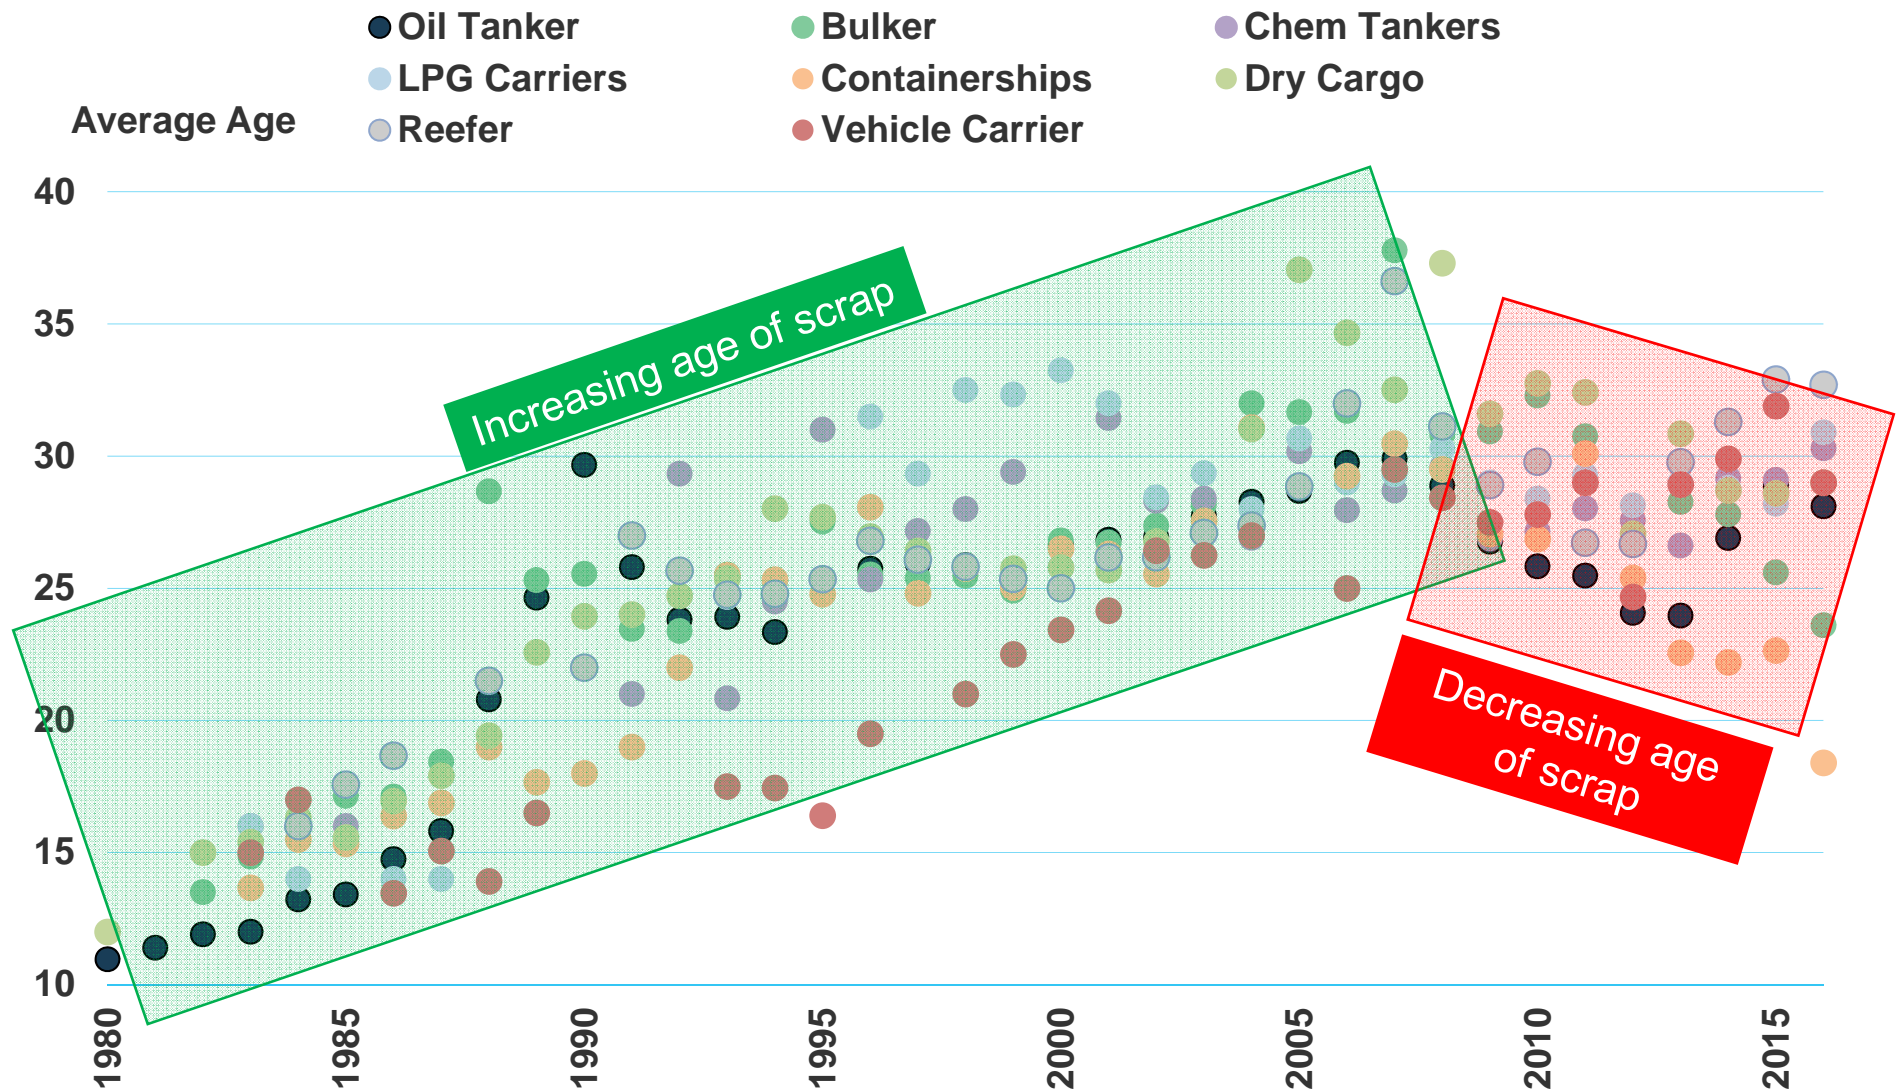 Oil Tanker
Bulker
Chem Tankers
LPG Carriers
Containerships
Dry Cargo
Average Age
Reefer
Vehicle Carrier
40
35
30
25
20
15
10
Increasing age of scrap
Decreasing age
of scrap
1980
1985
1990
1995
2000
2005
2010
2015